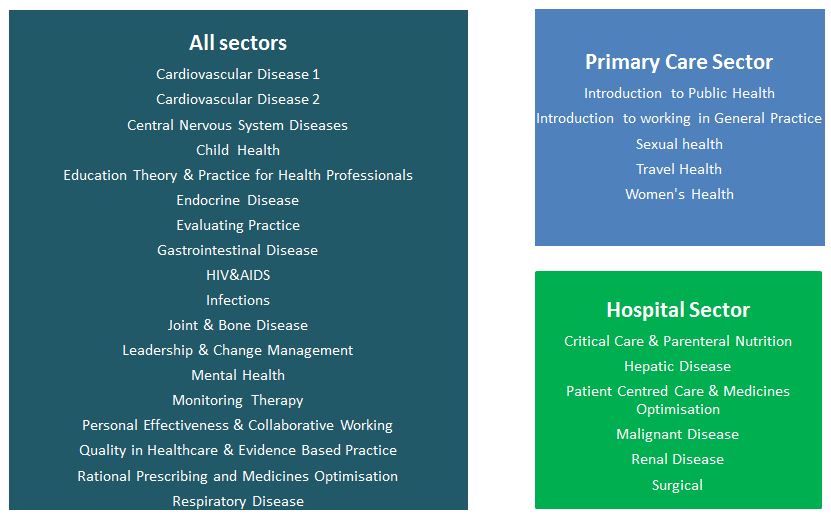 All sectors
Cardiovascular Disease 1
Cardiovascular Disease 2
Central Nervous System Diseases
Child Health
Education Theory & Practice for Health Professionals
Endocrine Disease
Evaluating Practice
Gastrointestinal Disease
HIV&AIDS
Infections
Joint & Bone Disease
Leadership & Change Management
Mental Health
Monitoring Therapy
Personal Effectiveness & Collaborative Working
Quality in Healthcare & Evidence Based Practice
Rational Prescribing and Medicines Optimisation
Respiratory Disease
Primary Care Sector
Introduction to Public Health
Introduction to working in General Practice
Sexual health
Travel Health
Women's Health
Hospital Sector
Critical Care & Parenteral Nutrition
Hepatic Disease
Patient Centred Care & Medicines
Optimisation
Malignant Disease
Renal Disease
Surgical